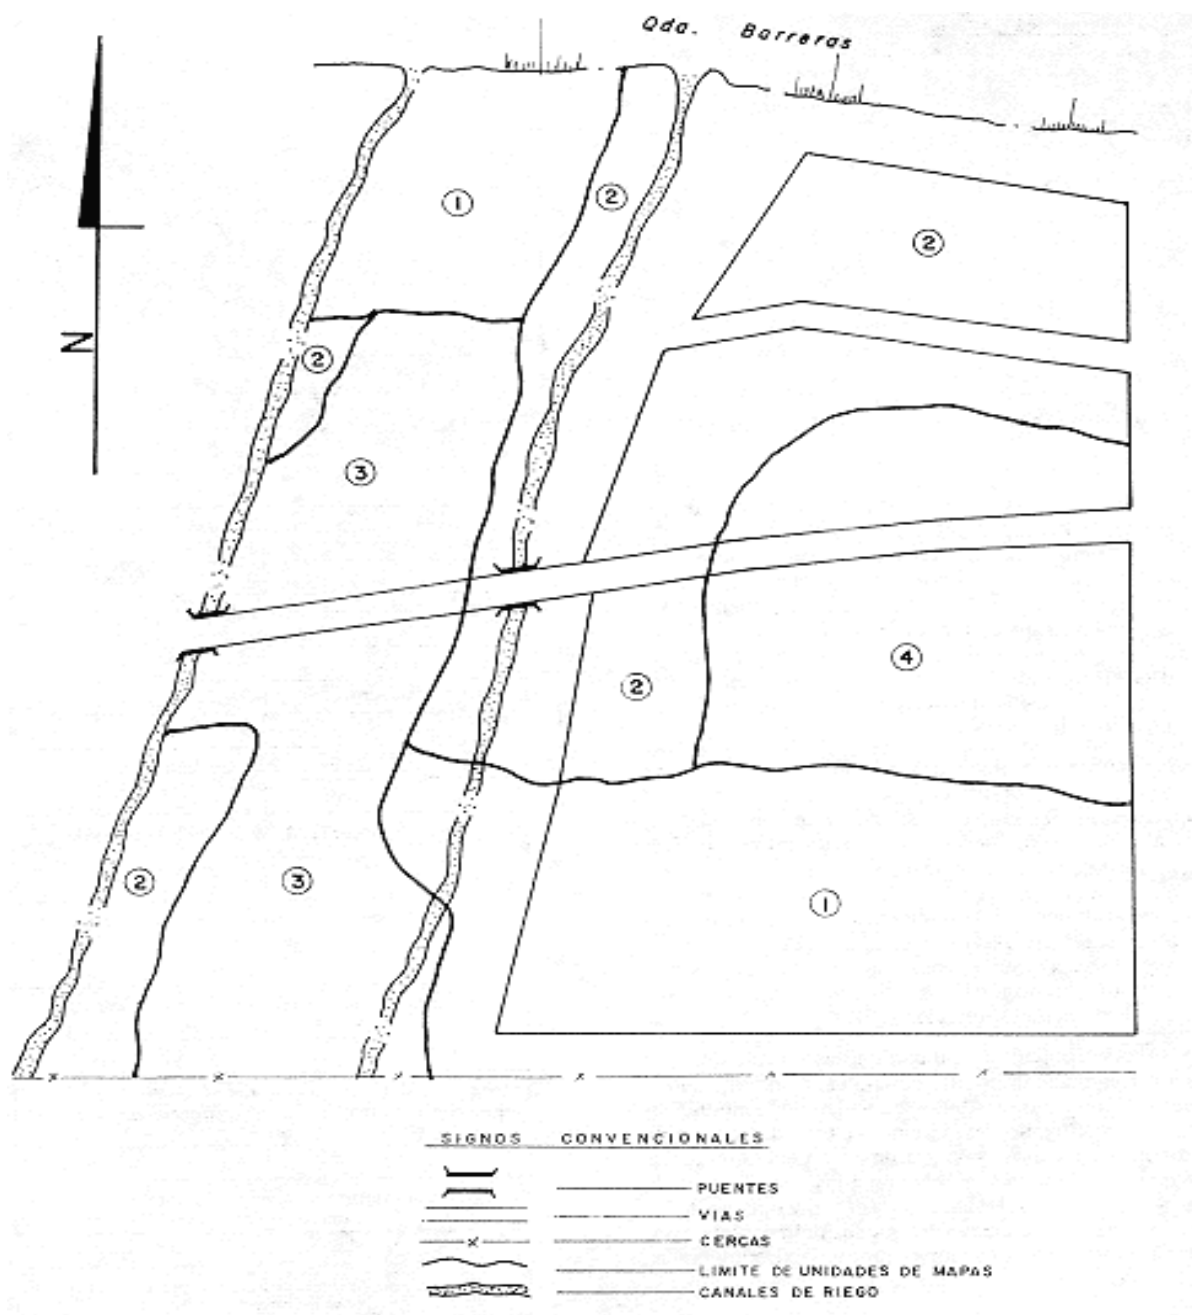 Qda. Barreras
1
2
2
2
N
3
4
2
2
3
1
SIGNOS CONVENCIONALES
PUENTES
VIAS
CERCAS
LIMITE DE UNIDADES DE MAPAS
CANALES DE RIEGO